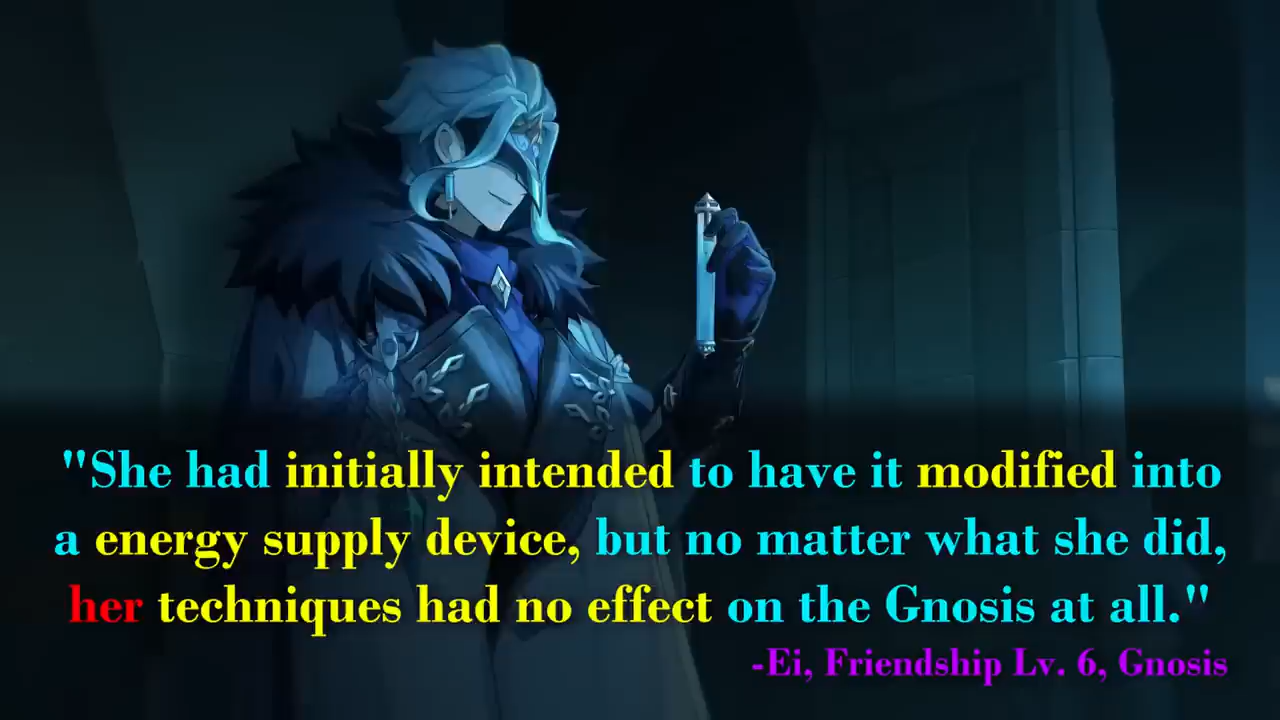 "She had initially intended to have it modified into
a energy supply device, but no matter what she did,
her techniques had no effect on the Gnosis at all."
-Ei, Friendship Lv. 6, Gnosis